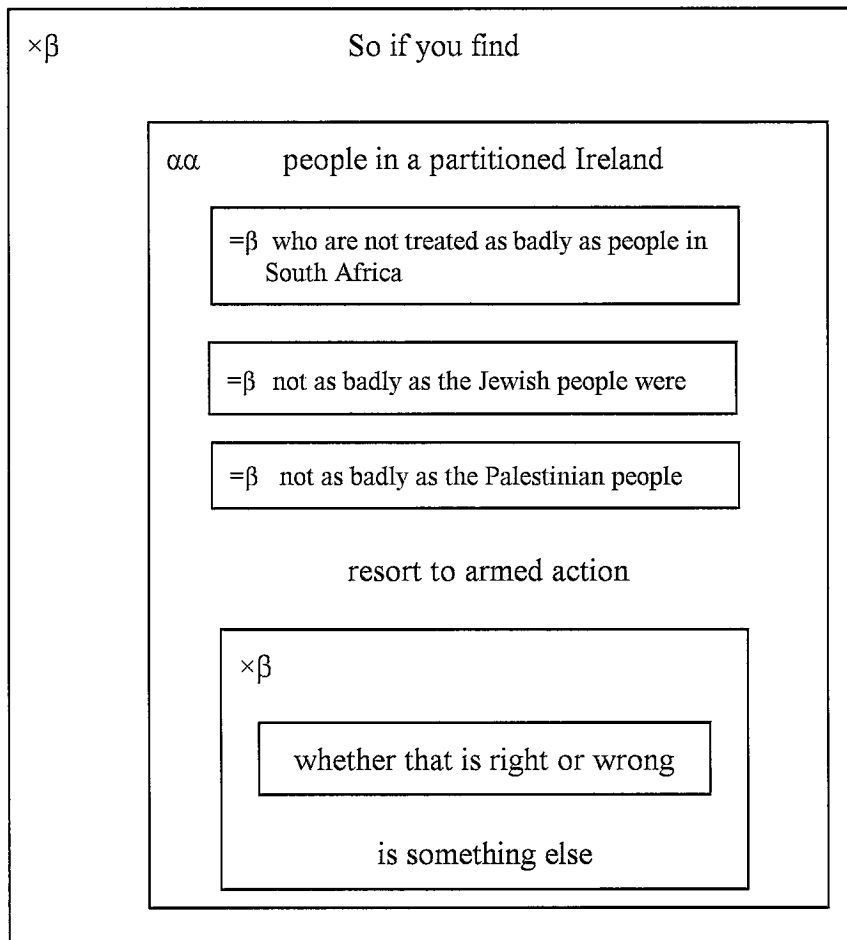 ×β So if you find
αα people in a partitioned Ireland
=β who are not treated as badly as people in
South Africa
=β not as badly as the Jewish people were
=β not as badly as the Palestinian people
resort to armed action
×β
whether that is right or wrong
is something else